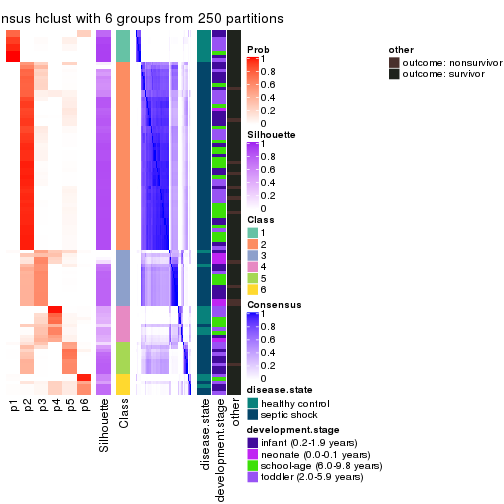 nsus hclust with 6 groups from 250 partitions
Prob
1
0.8
0.6
0.4
0.2
0
Silhouette
1
0.8
0.6
0.4
0.2
0
Class
1
2
3
4
5
6
Consensus
1
0.8
0.6
0.4
0.2
0
disease.state
healthy control
septic shock
development.stage
infant (0.2-1.9 years)
neonate (0.0-0.1 years)
school-age (6.0-9.8 years)
toddler (2.0-5.9 years)
other
outcome: nonsurvivor
outcome: survivor
p1
p2
p3
p4
p5
p6
Silhouette
Class
disease.state
development.stage
other